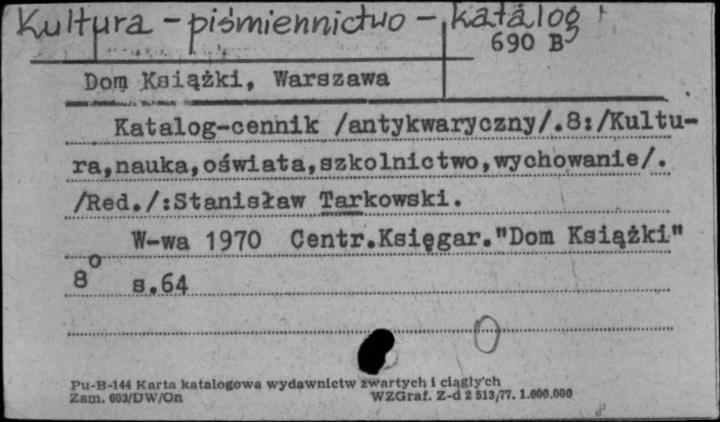 Kultura - piśmiennictwo - katalog
690 B
Dom Książki, Warszawa
Katalog-cennik /antykwaryczny/.8:/Kultu-
ra,nauka,oświata,szkolnictwo,wychowanie/.
/Red./:Stanisław Tarkowski.
W-wa 1970 Centr.Księgar."Dom Książki"
8° s.64
Pu-B-144 Karta katalogowa wydawnictw zwartych i ciągłych
Zam. 693/DW/On WZGraf. Z-d 2 513/77. 1.600.000